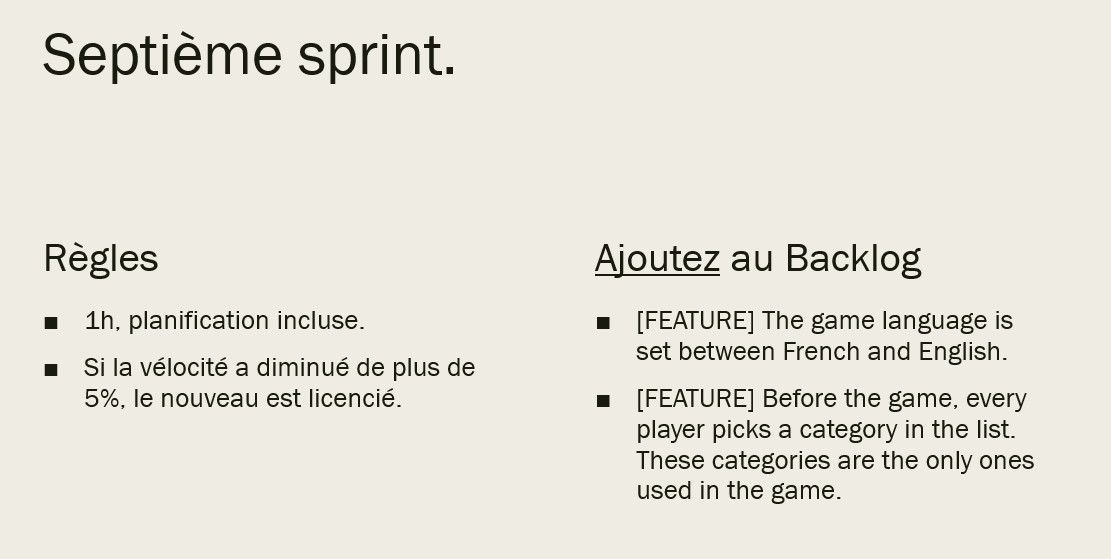 Septième sprint.
Règles
▪ 1h, planification incluse.
▪ Si la vélocité a diminué de plus de
5%, le nouveau est licencié.
Ajoutez au Backlog
▪ [FEATURE] The game language is
set between French and English.
▪ [FEATURE] Before the game, every
player picks a category in the list.
These categories are the only ones
used in the game.